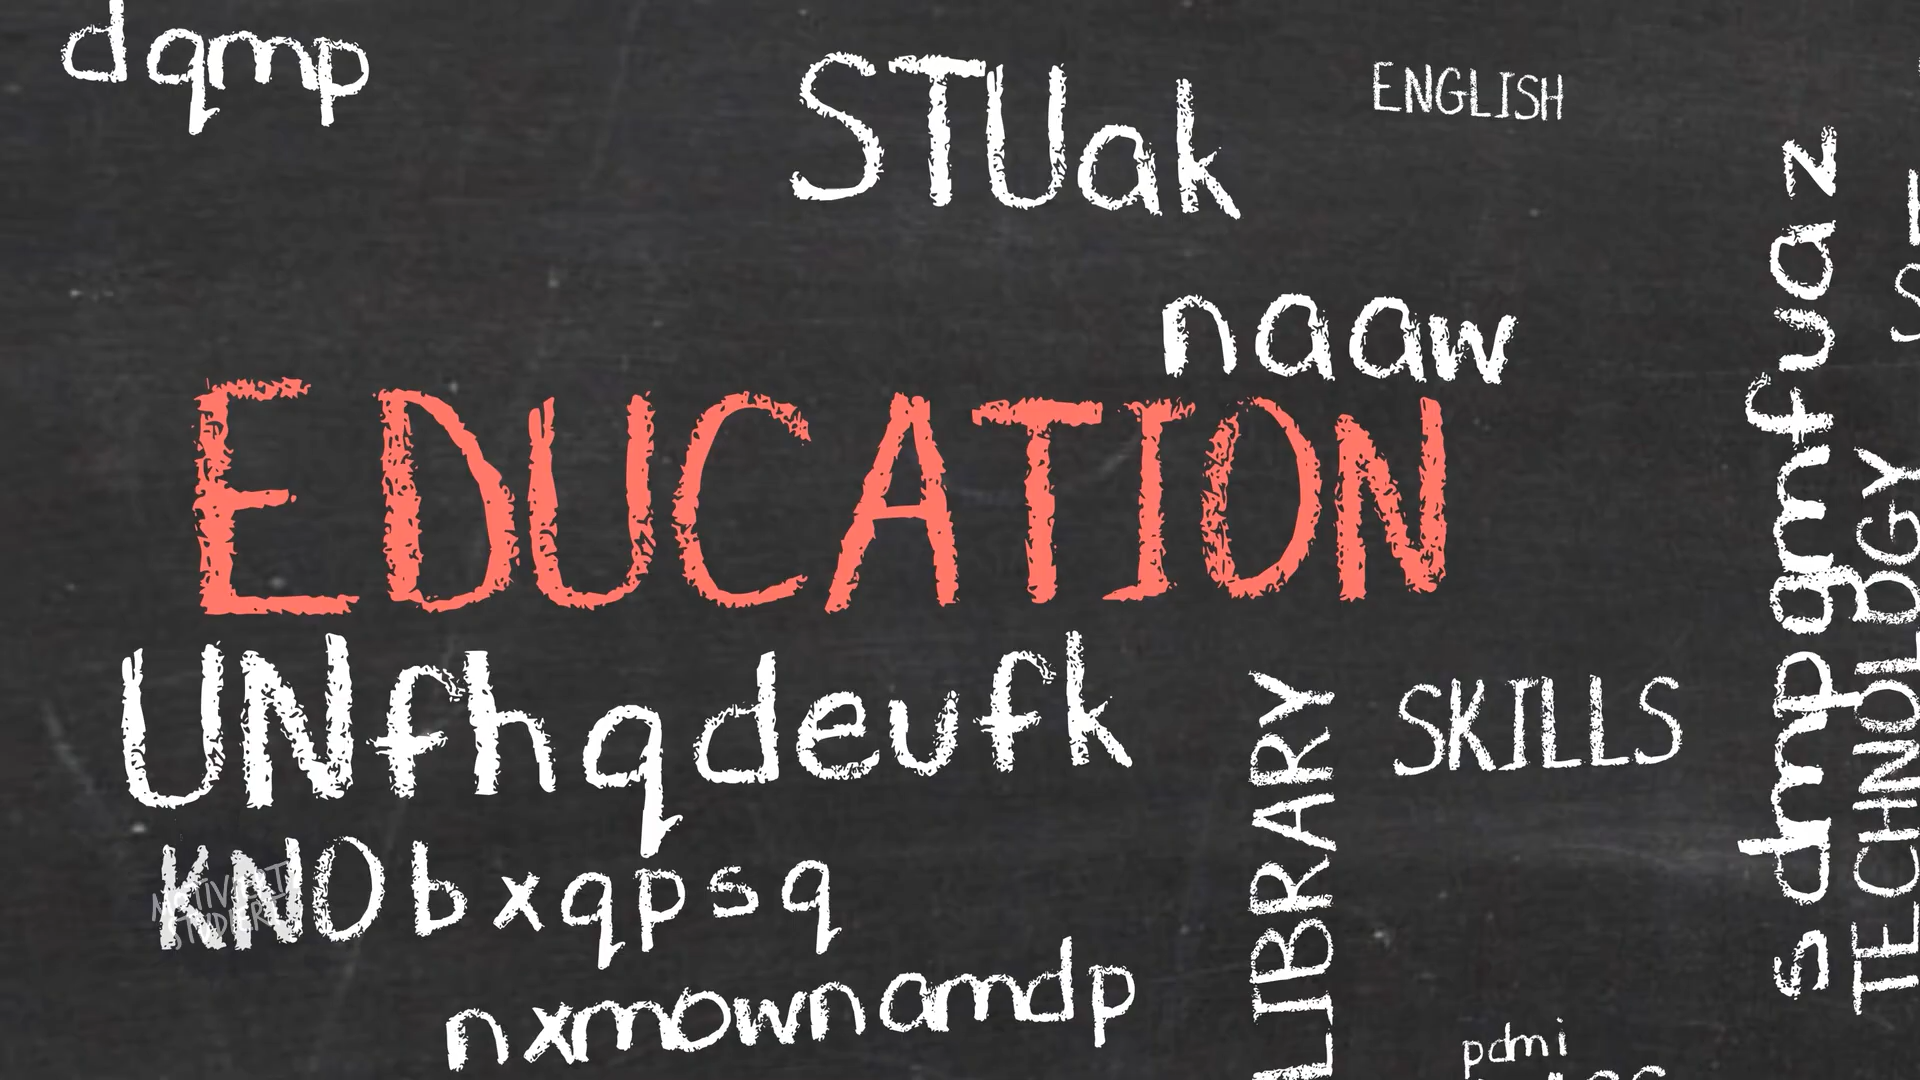 dqmp
STUak
ENGLISH
naaw
EDUCATION
UNfhqdeufk
SKILLS
LIBRARY
sdmpgmfuaz
TECHNOLOGY
KNObxqpsq
nxmownamdp
pdmi